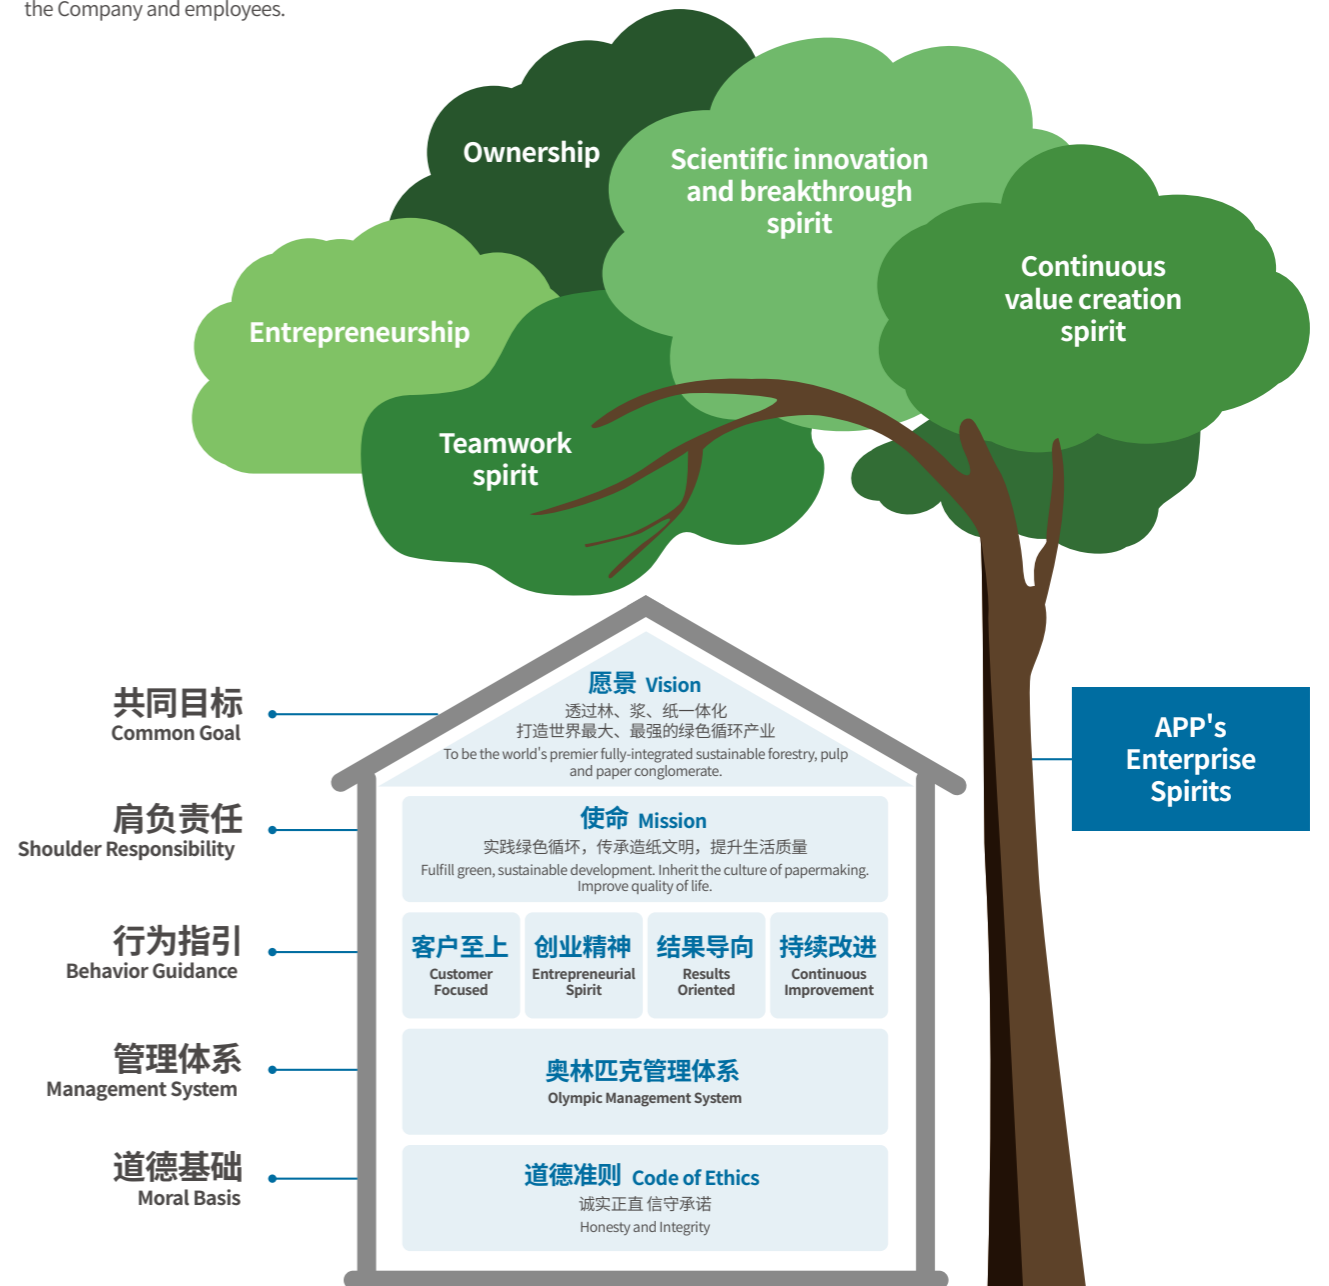 the Company and employees.
Ownership
Scientific innovation
and breakthrough
spirit
Continuous
value creation
spirit
Entrepreneurship
Teamwork
spirit
APP's
Enterprise
Spirits
共同目标
Common Goal
愿景 Vision
透过林、浆、纸一体化
打造世界最大、最强的绿色循环产业
To be the world's premier fully-integrated sustainable forestry, pulp
and paper conglomerate.
肩负责任
Shoulder Responsibility
使命 Mission
实践绿色循环，传承造纸文明，提升生活质量
Fulfill green, sustainable development. Inherit the culture of papermaking.
Improve quality of life.
行为指引
Behavior Guidance
客户至上
Customer
Focused
创业精神
Entrepreneurial
Spirit
结果导向
Results
Oriented
持续改进
Continuous
Improvement
管理体系
Management System
奥林匹克管理体系
Olympic Management System
道德基础
Moral Basis
道德准则 Code of Ethics
诚实正直 信守承诺
Honesty and Integrity